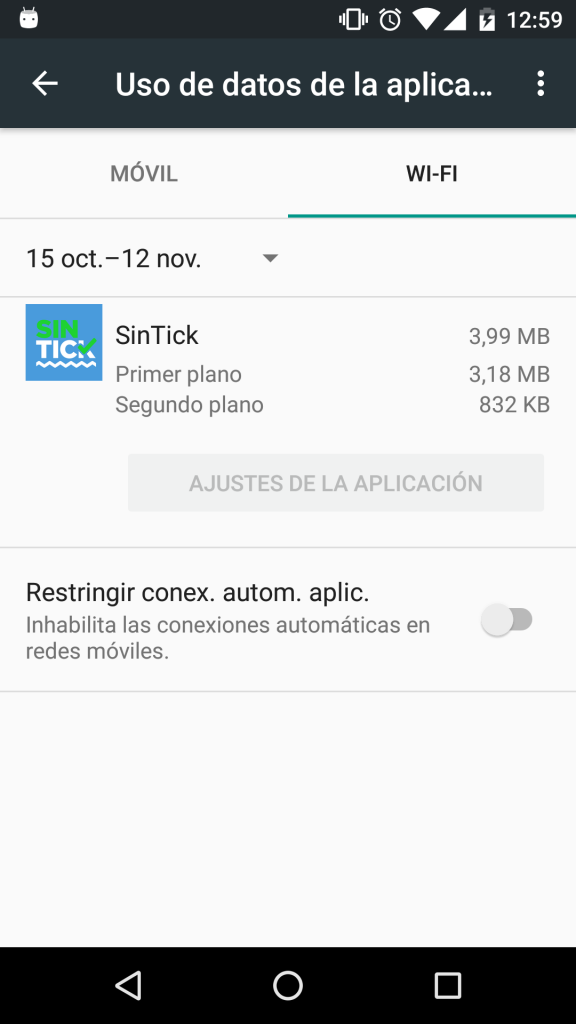 12:59
Uso de datos de la aplica...
MÓVIL
WI-FI
15 oct.–12 nov.
SIN
TICK
SinTick
3,99 MB
Primer plano
3,18 MB
Segundo plano
832 KB
AJUSTES DE LA APLICACIÓN
Restringir conex. autom. aplic.
Inhabilita las conexiones automáticas en
redes móviles.